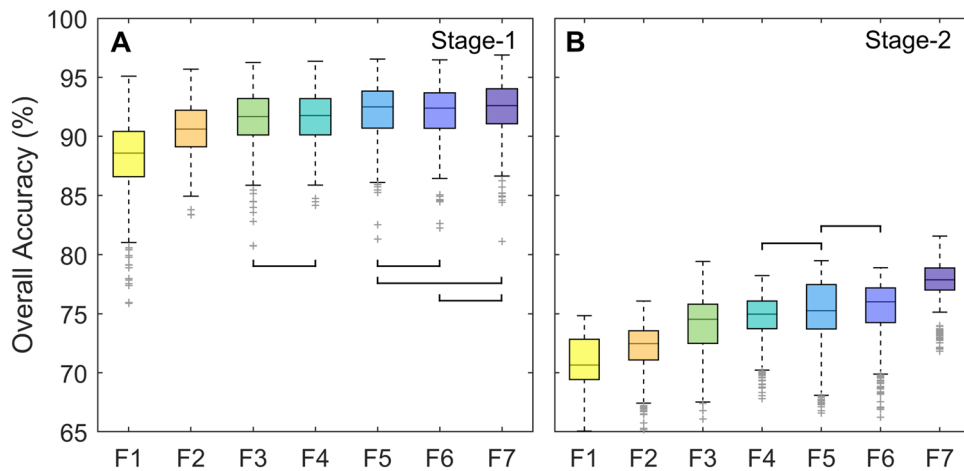 Overall Accuracy (%)
100
95
90
85
80
75
70
65
A
Stage-1
F1 F2 F3 F4 F5 F6 F7
B
Stage-2
F1 F2 F3 F4 F5 F6 F7